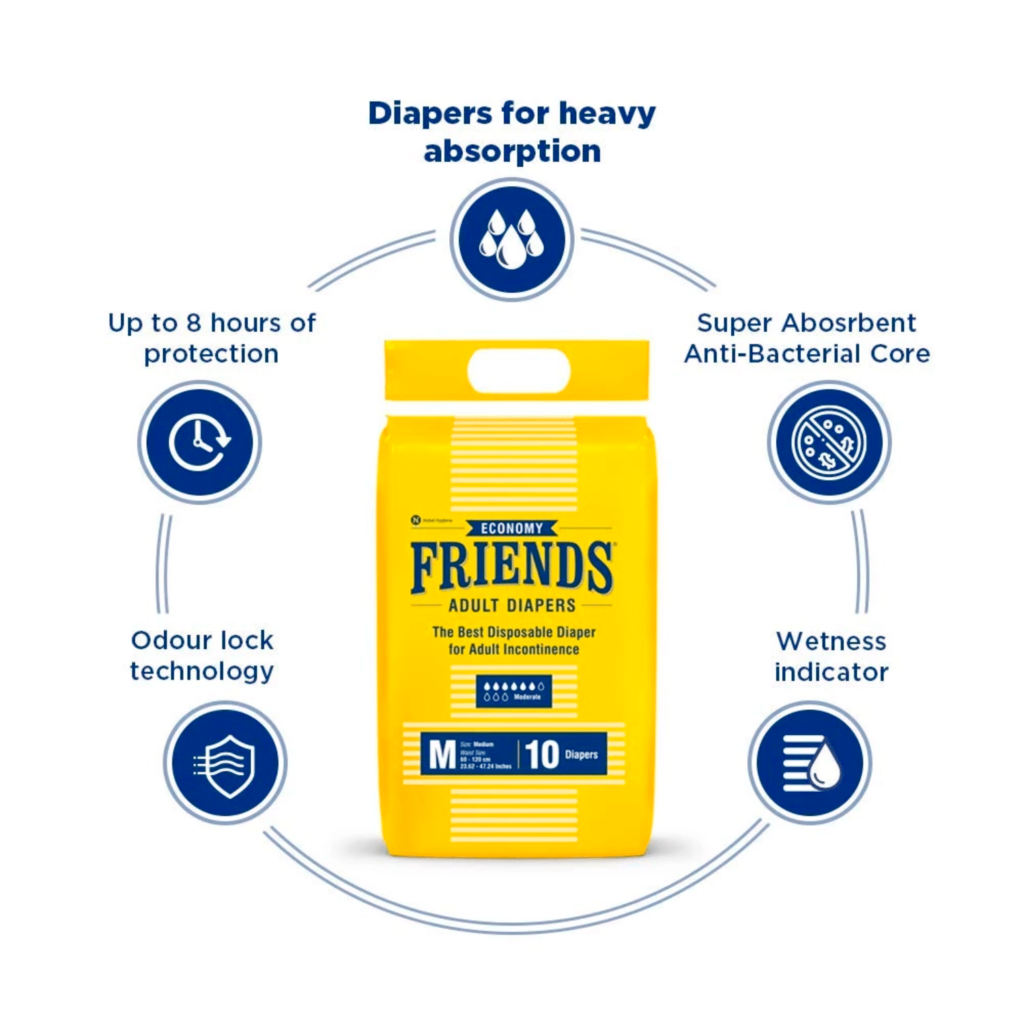 Diapers for heavy
absorption
Up to 8 hours of
protection
Super Abosrbent
Anti-Bacterial Core
ECONOMY
FRIENDS
ADULT DIAPERS
The Best Disposable Diaper
for Adult Incontinence
Moderate
M
Size: Medium
Waist Size
60 - 120 cm
23.62 - 47.24 Inches
10 Diapers
Odour lock
technology
Wetness
indicator